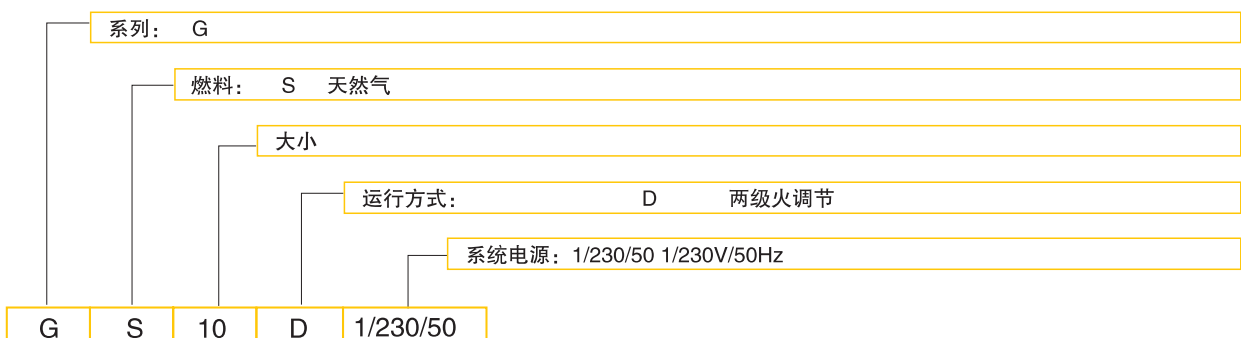 系列： G
燃料： S 天然气
大小
运行方式： D 两级火调节
系统电源：1/230/50 1/230V/50Hz
G S 10 D 1/230/50